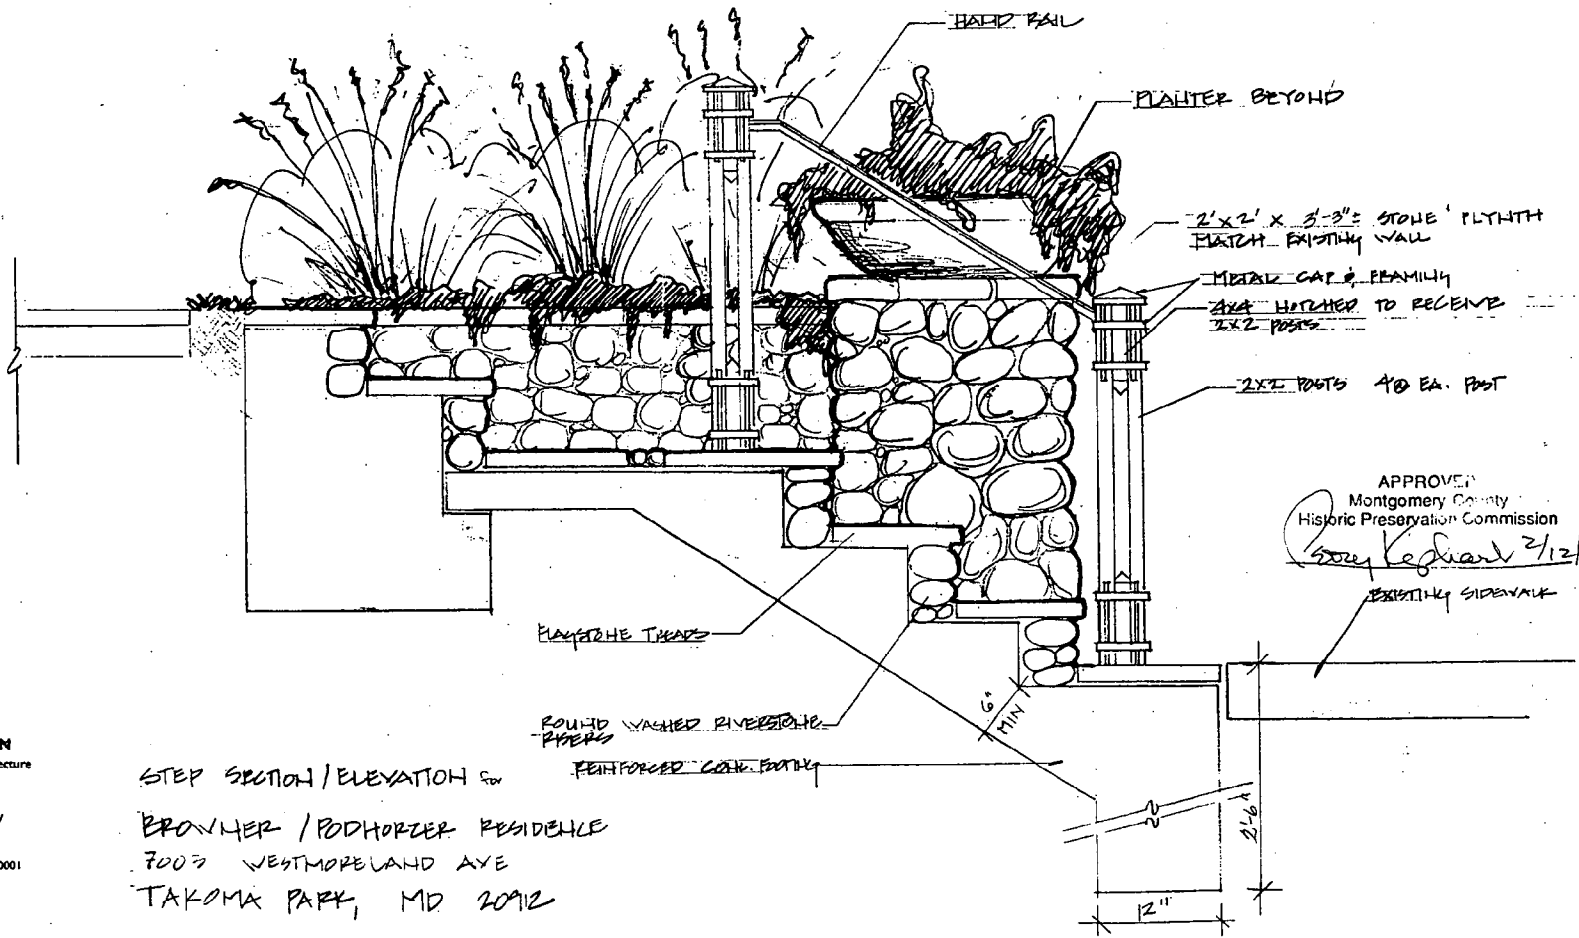 HAND RAIL
PLANTER BEYOND
2'x2' x 3'-3"± STONE PLYNTH
MATCH EXISTING WALL
METAL CAP & FRAMING
4x4 NOTCHED TO RECEIVE
2x2 POSTS
2x2 POSTS 4@ EA. POST
APPROVED
Montgomery County
Historic Preservation Commission
2/12/
EXISTING SIDEWALK
FLAGSTONE TREADS
6"
MIN
ROUND WASHED RIVERSTONE
RISERS
REINFORCED CONC. FOOTING
2'-6"
12"
N
ecture
0001
STEP SECTION / ELEVATION for
BROWNER / PODHORZER RESIDENCE
7003 WESTMORELAND AVE
TAKOMA PARK, MD 20912